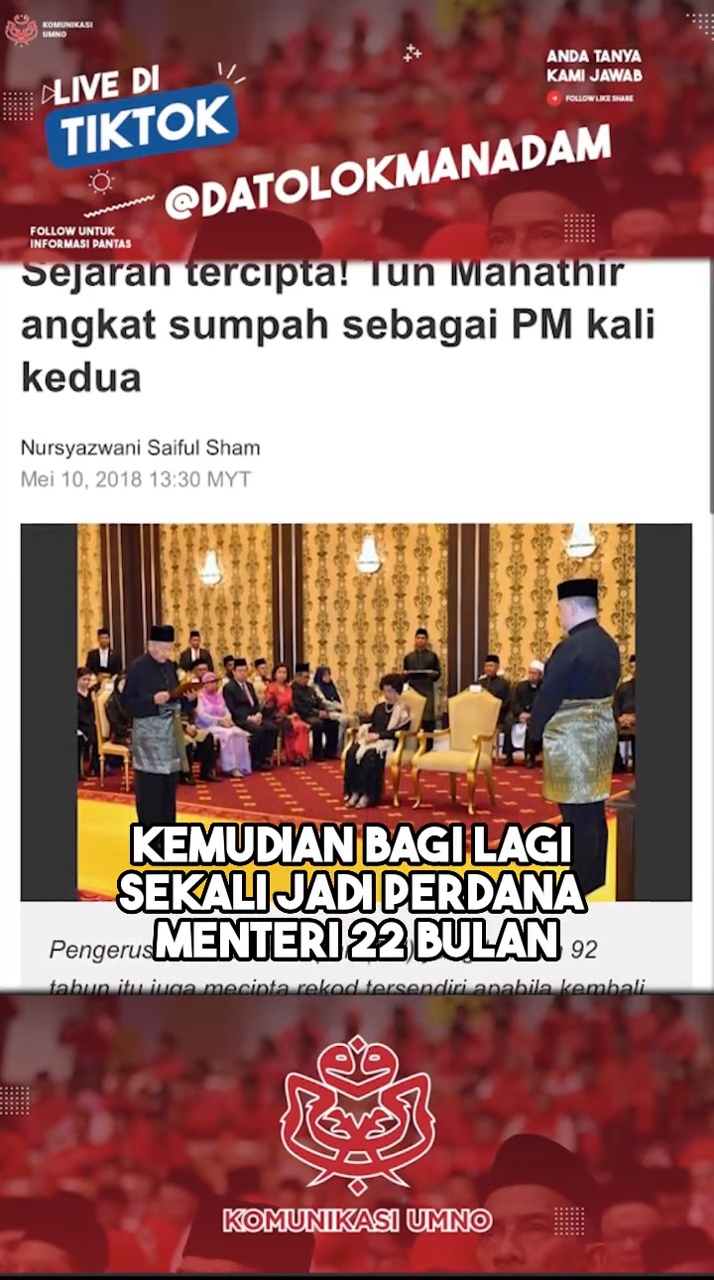 KOMUNIKASI
UMNO
LIVE DI
TIKTOK
@DATOLOKMANADAM
ANDA TANYA
KAMI JAWAB
FOLLOW LIKE SHARE
FOLLOW UNTUK
INFORMASI PANTAS
Sejarah tercipta! Tun Mahathir
angkat sumpah sebagai PM kali
kedua
Nursyazwani Saiful Sham
Mei 10, 2018 13:30 MYT
KEMUDIAN BAGI LAGI
SEKALI JADI PERDANA
MENTERI 22 BULAN
92
tahun itu juga mecipta rekod tersendiri apabila kembali
KOMUNIKASI UMNO